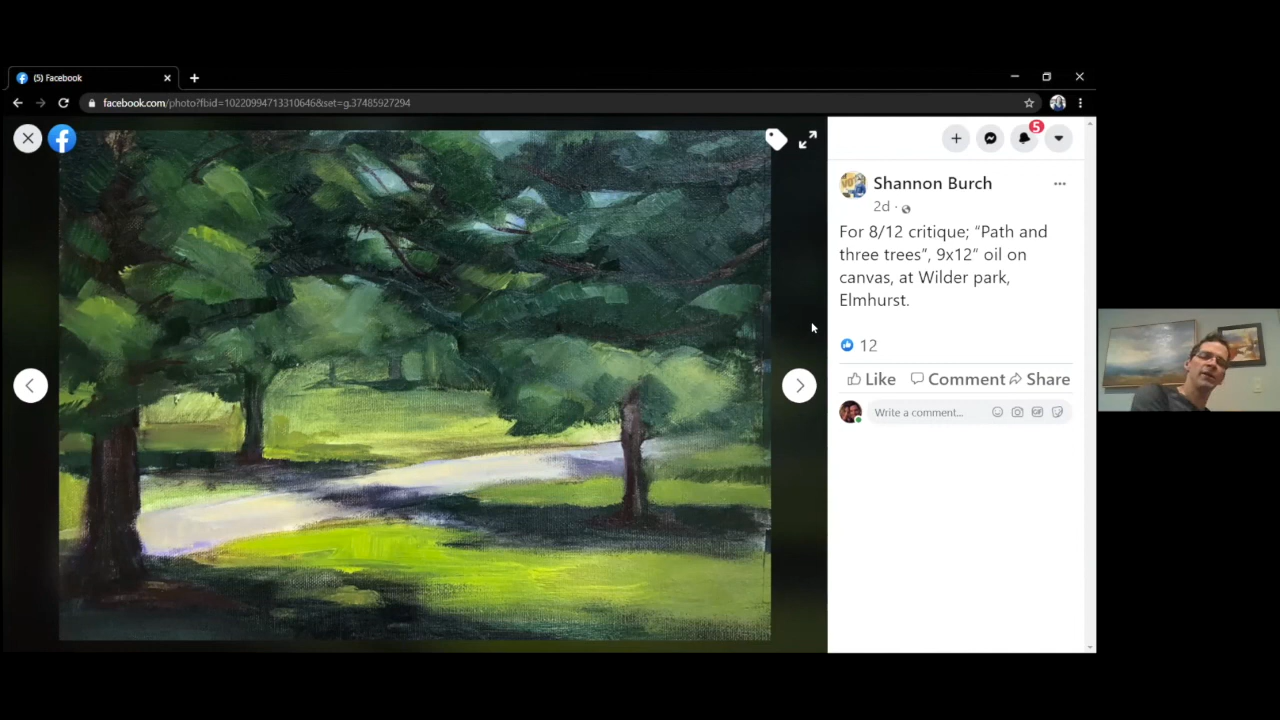 (5) Facebook
facebook.com/photo?fbid=10220994713310646&set=g.37485927294
5
Shannon Burch
2d
For 8/12 critique; “Path and
three trees”, 9x12“ oil on
canvas, at Wilder park,
Elmhurst.
12
Like Comment Share
Write a comment...